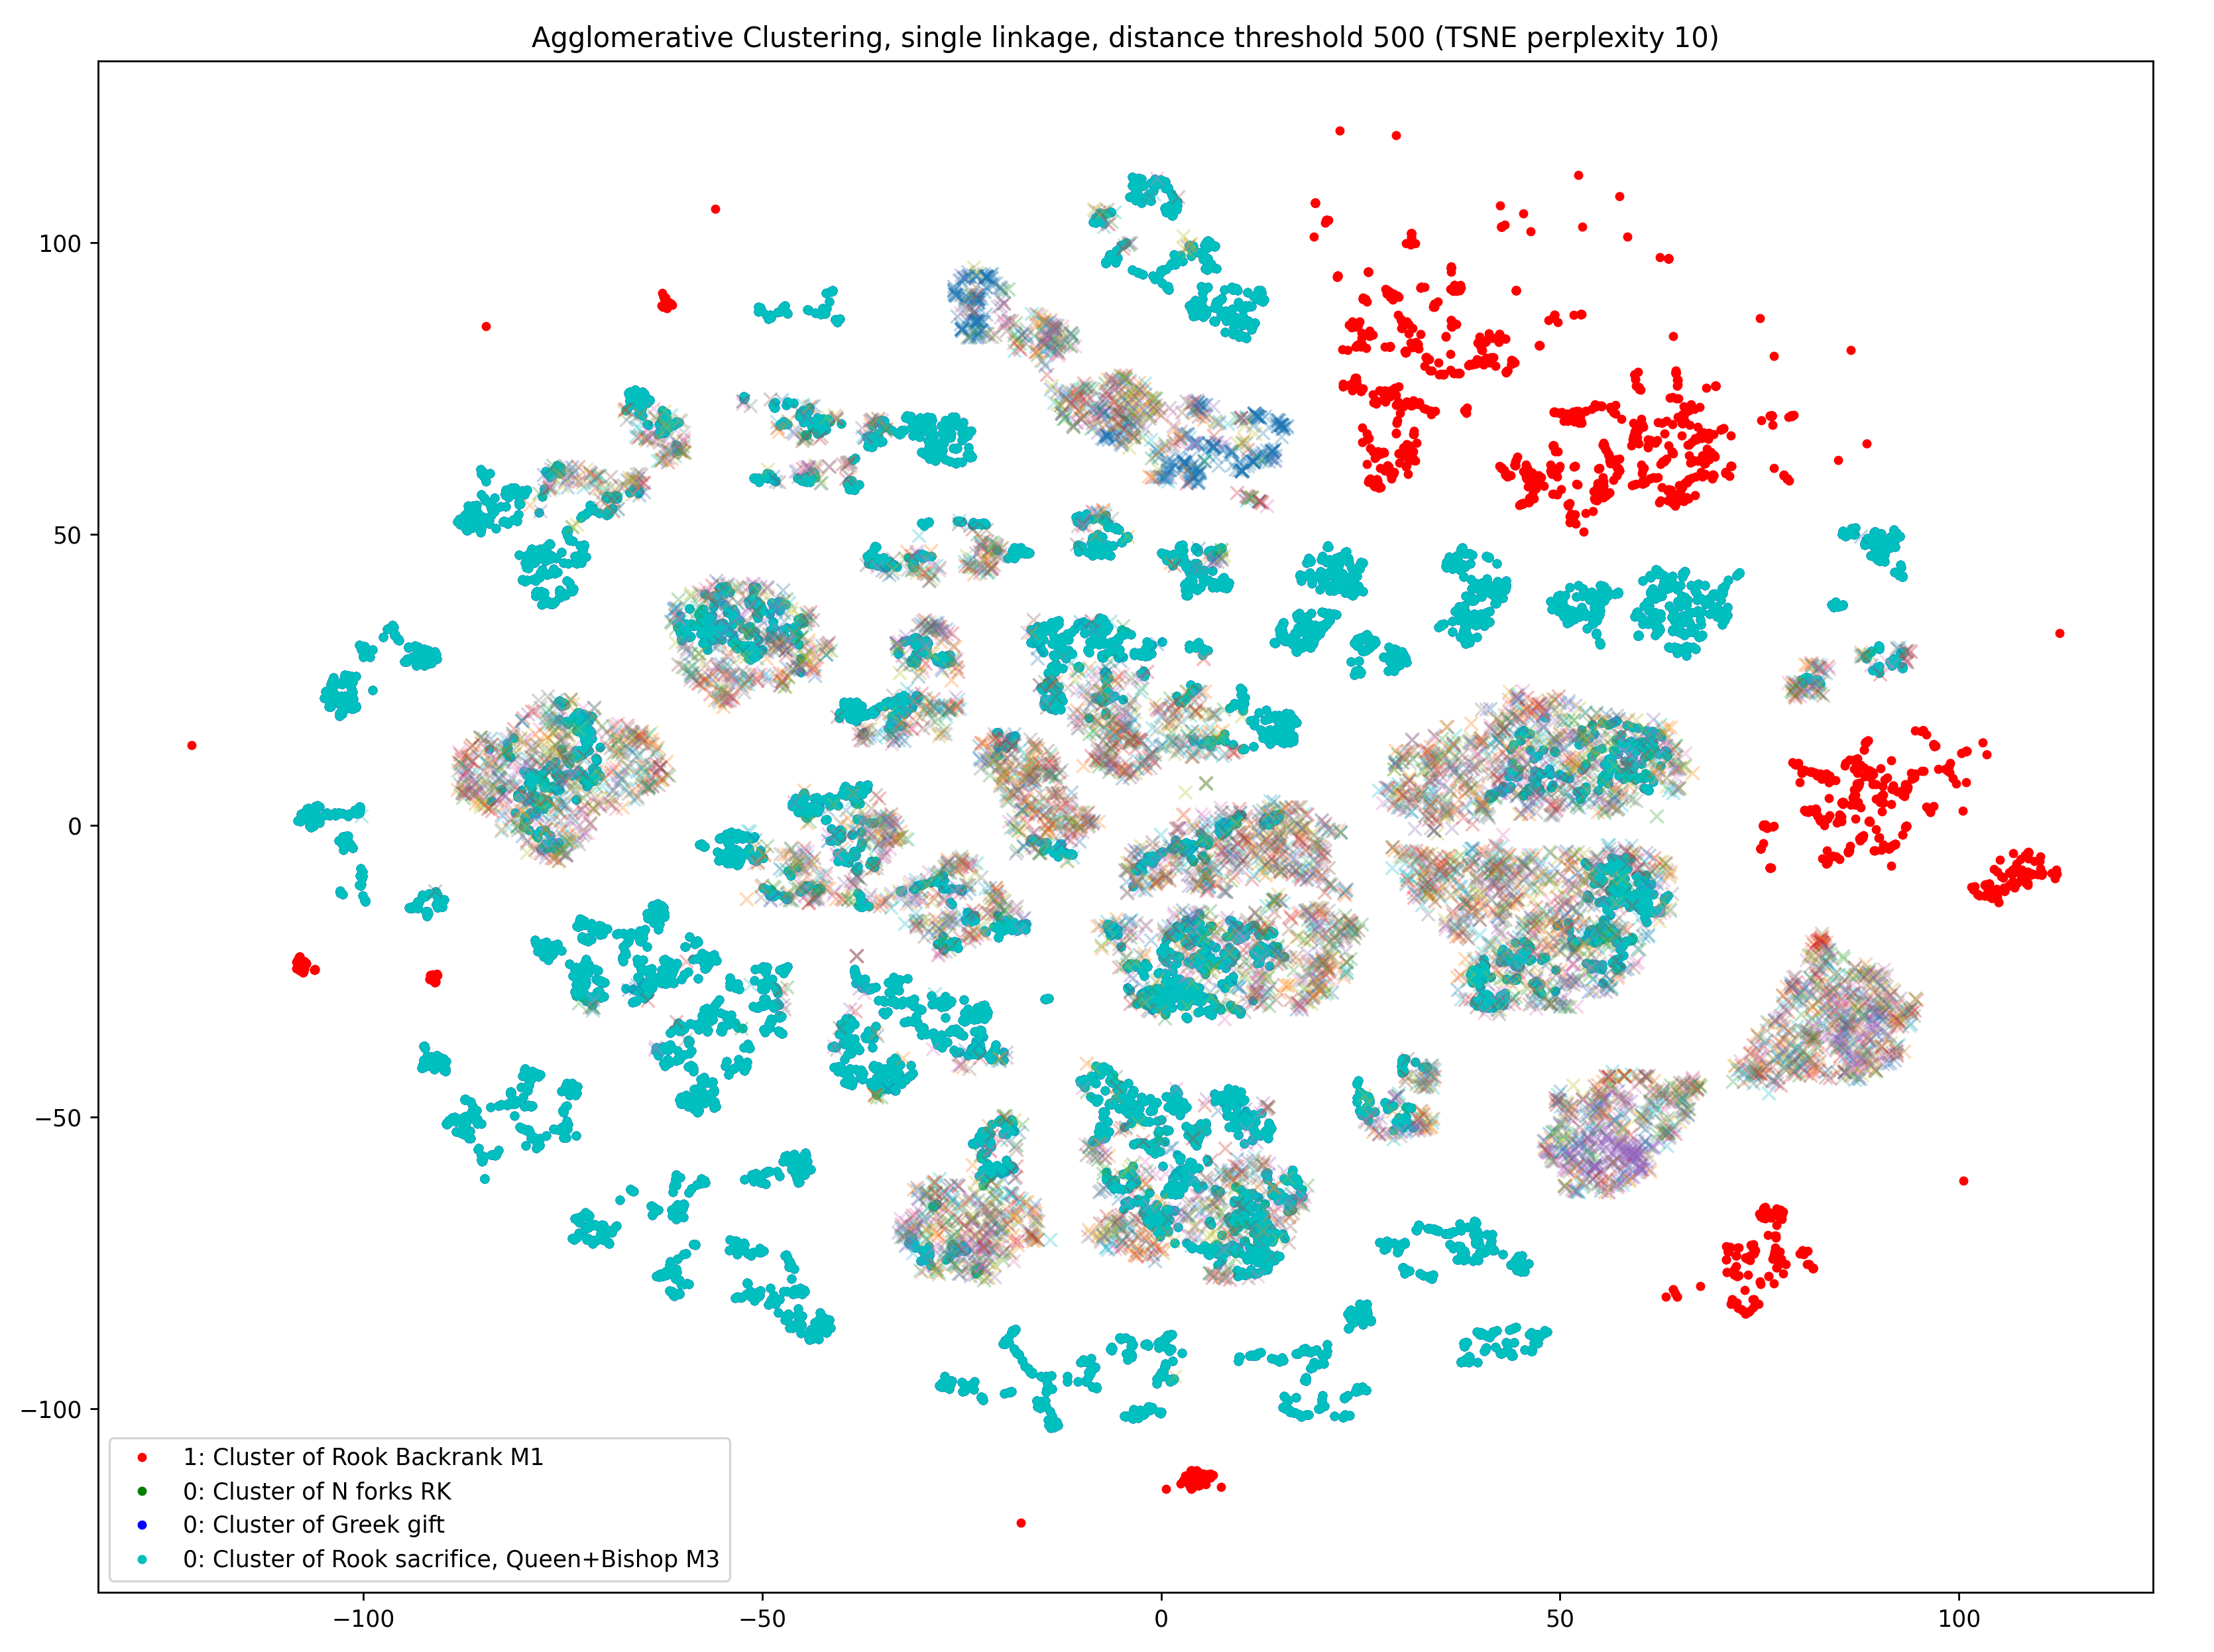 Agglomerative Clustering, single linkage, distance threshold 500 (TSNE perplexity 10)
100
50
0
−50
−100
1: Cluster of Rook Backrank M1
0: Cluster of N forks RK
0: Cluster of Greek gift
0: Cluster of Rook sacrifice, Queen+Bishop M3
−100 −50 0 50 100